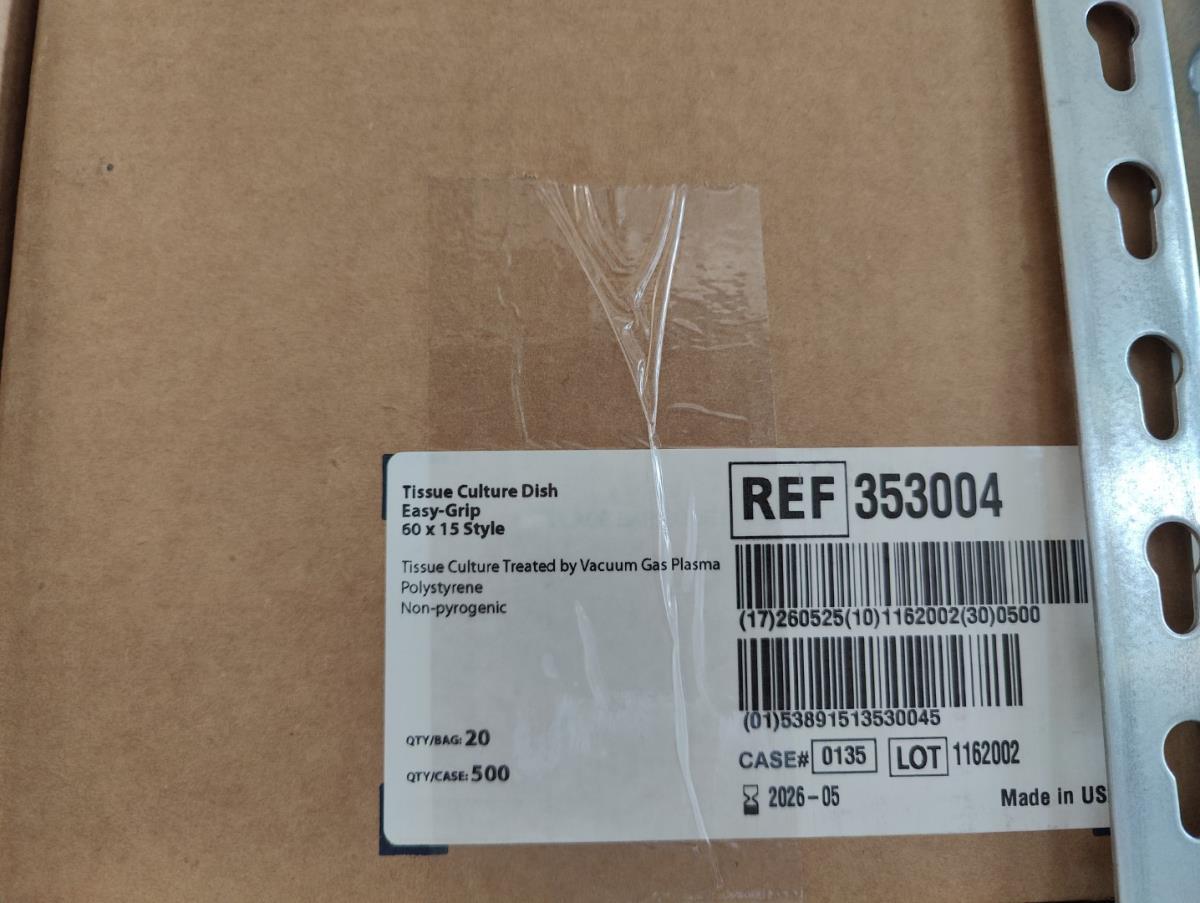 Tissue Culture Dish
Easy-Grip
60 x 15 Style
Tissue Culture Treated by Vacuum Gas Plasma
Polystyrene
Non-pyrogenic
QTY/BAG: 20
QTY/CASE: 500
REF 353004
(17)260525(10)1162002(30)0500
(01)53891513530045
CASE# 0135 LOT 1162002
2026-05
Made in US